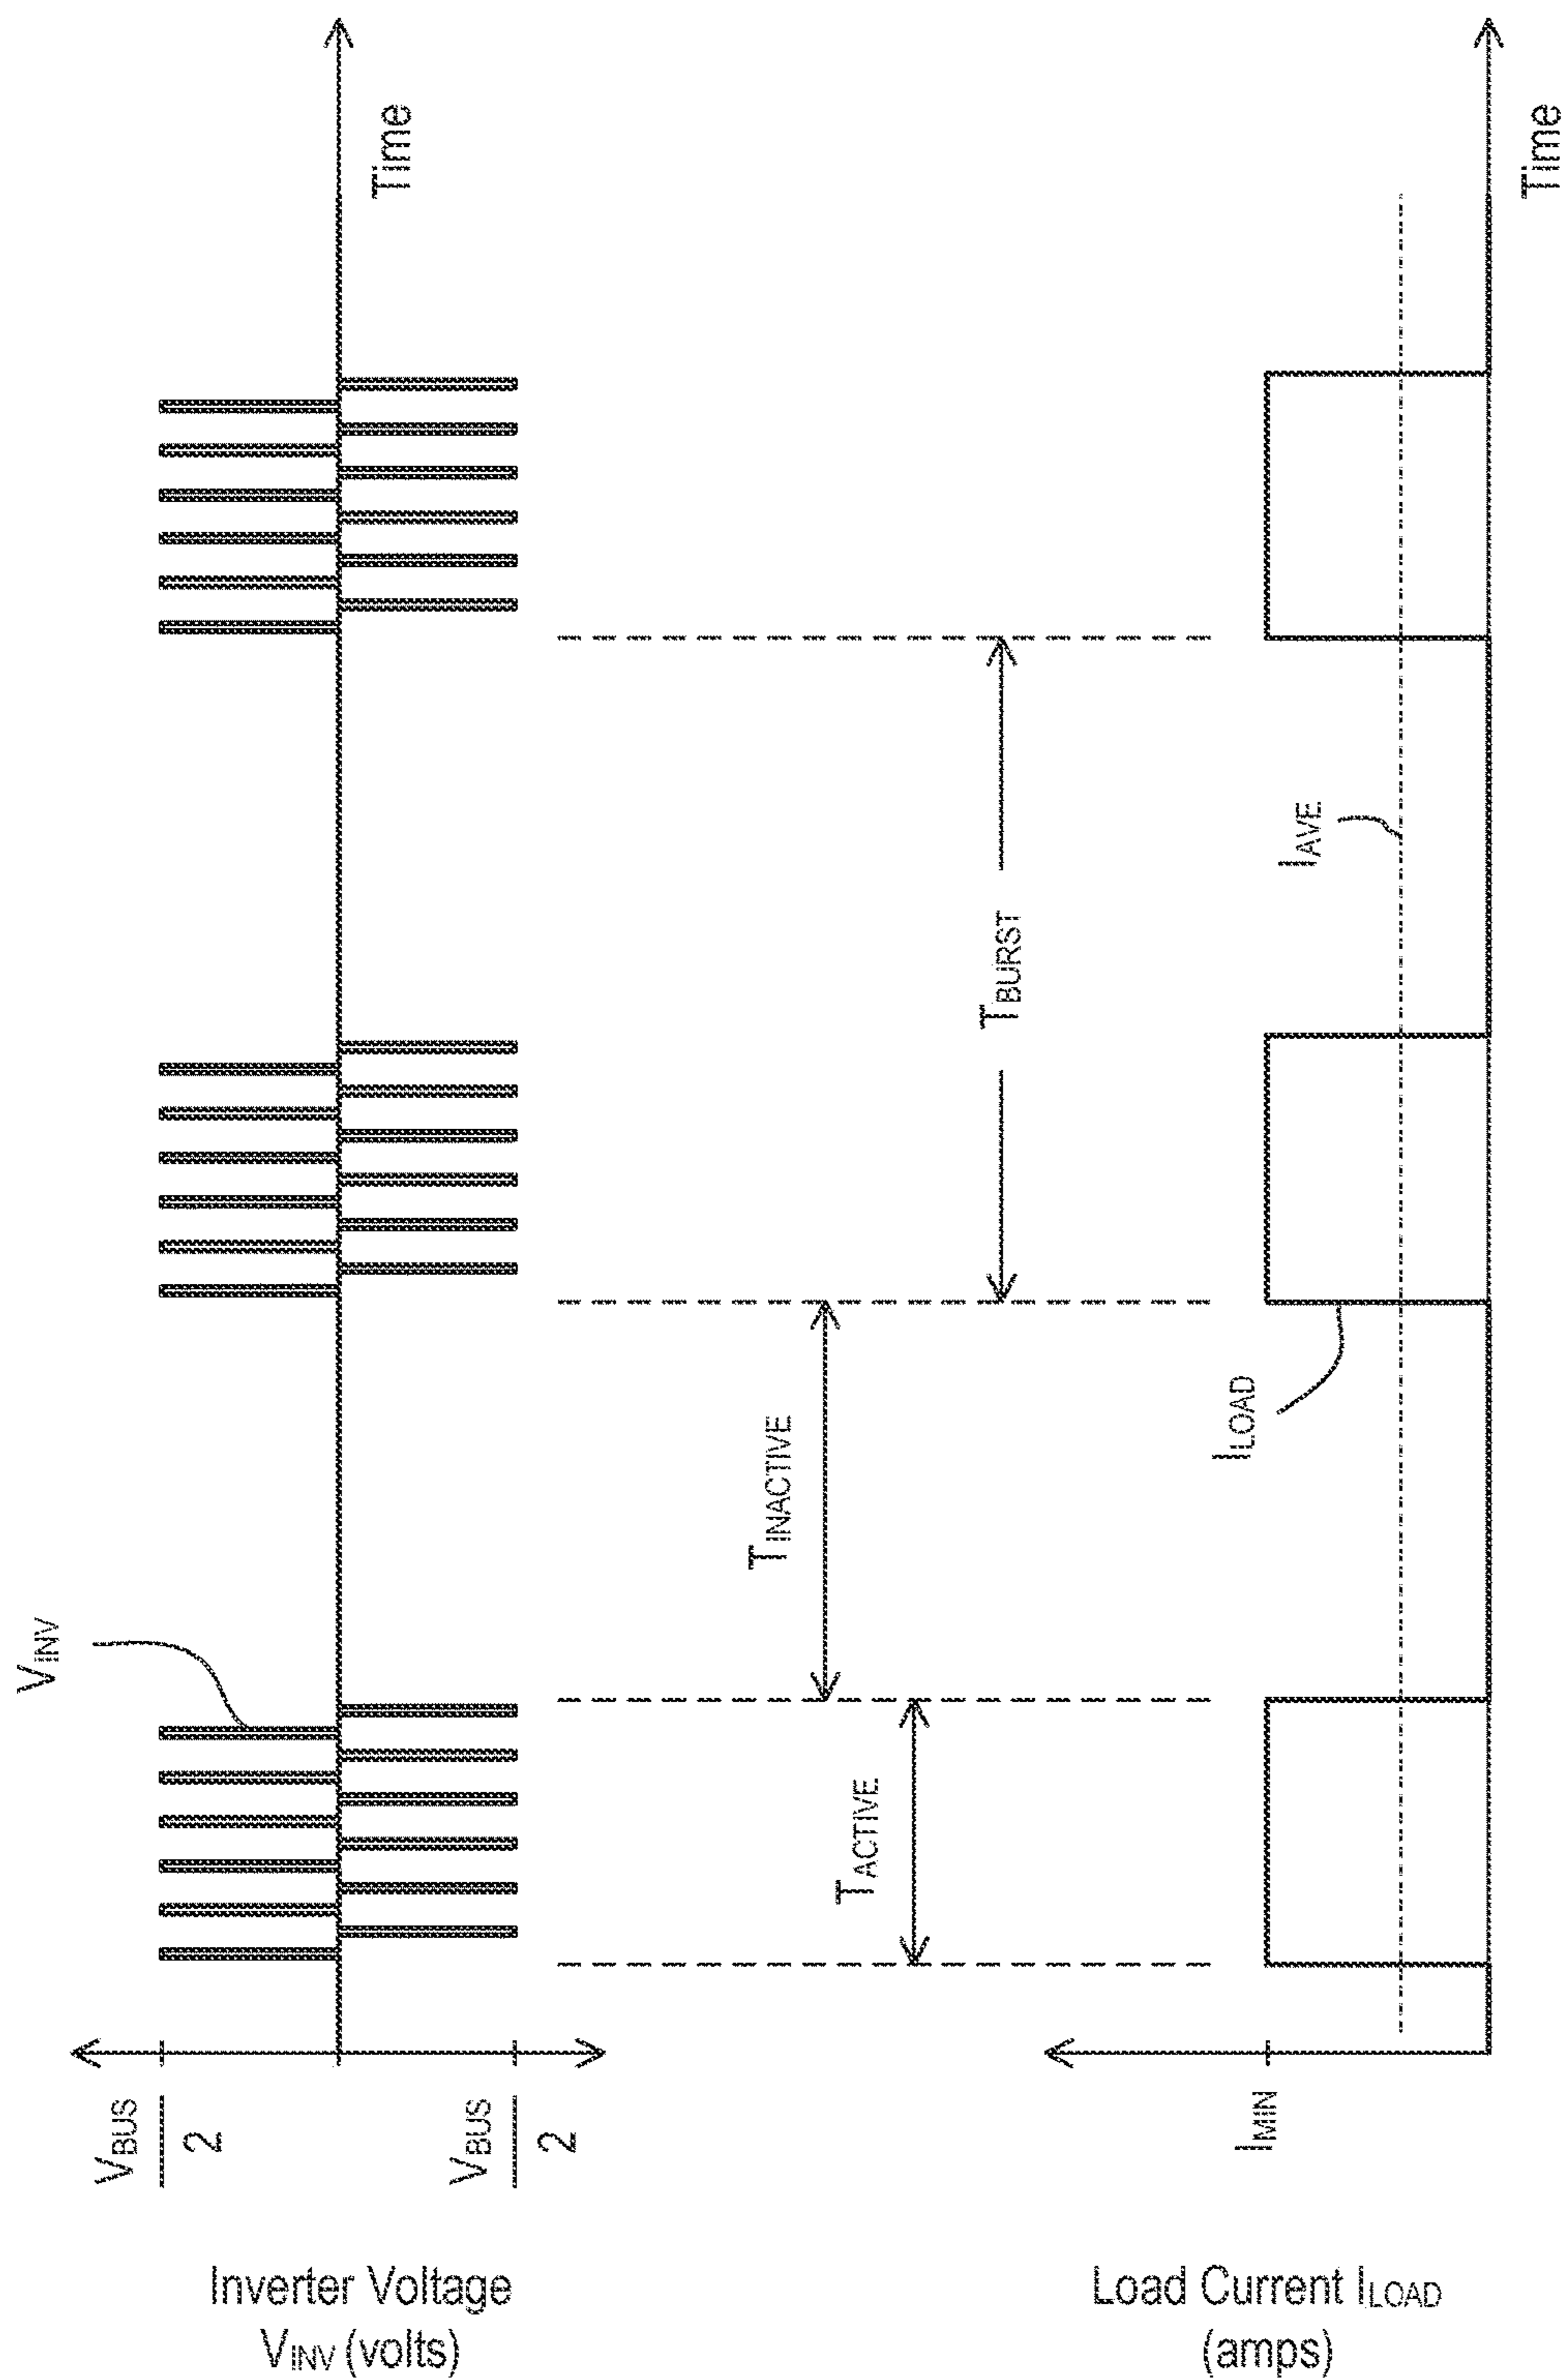 Inverter Voltage
VINV (volts)
VBUS
2
VBUS
2
VINV
Time
TACTIVE
TINACTIVE
TBURST
Load Current ILOAD
(amps)
IMIN
ILOAD
IAVE
Time